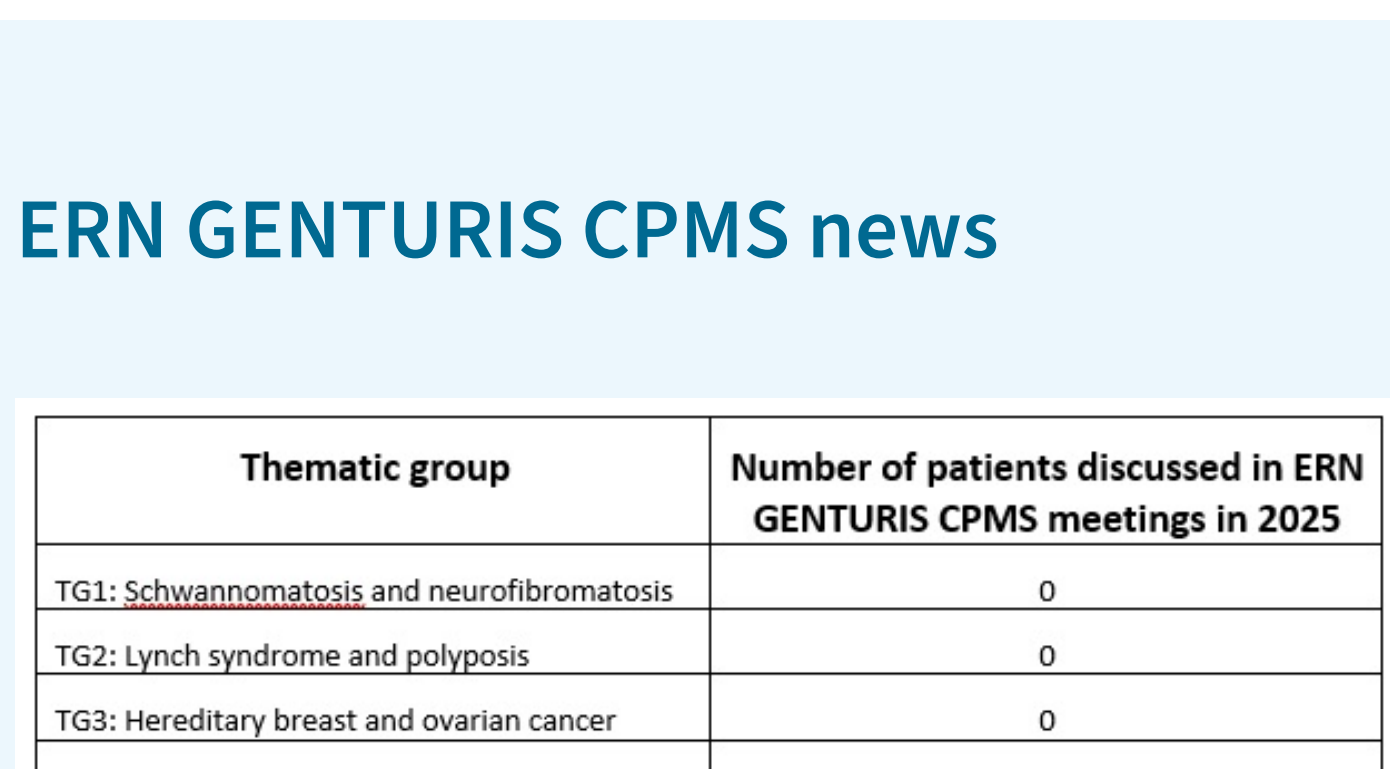 ERN GENTURIS CPMS news
Thematic group
Number of patients discussed in ERN
GENTURIS CPMS meetings in 2025
TG1: Schwannomatosis and neurofibromatosis
0
TG2: Lynch syndrome and polyposis
0
TG3: Hereditary breast and ovarian cancer
0